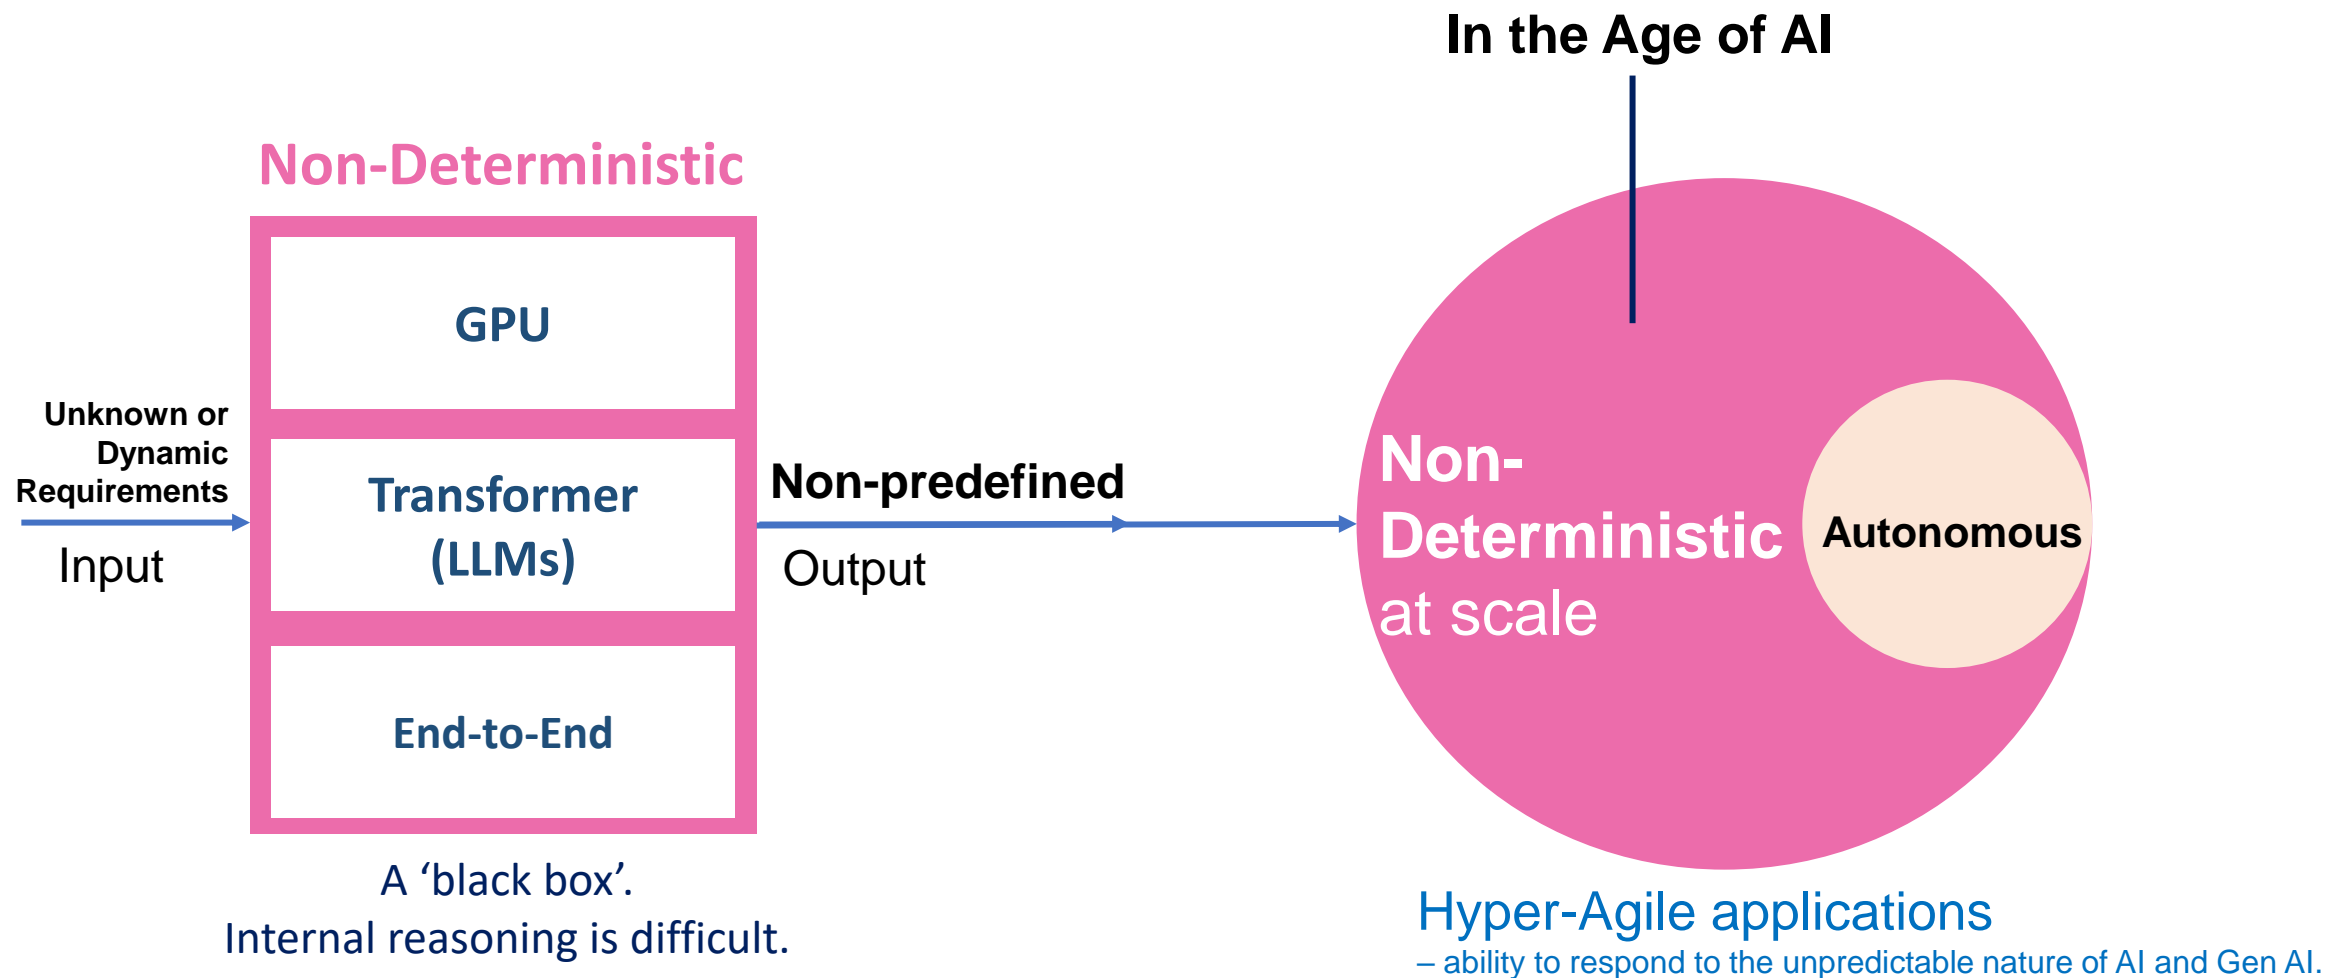 In the Age of AI
Non-Deterministic
GPU
Unknown or
Dynamic
Requirements
Input
Transformer
(LLMs)
Non-predefined
Output
Non-
Deterministic
at scale
Autonomous
End-to-End
A ‘black box’.
Internal reasoning is difficult.
Hyper-Agile applications
– ability to respond to the unpredictable nature of AI and Gen AI.